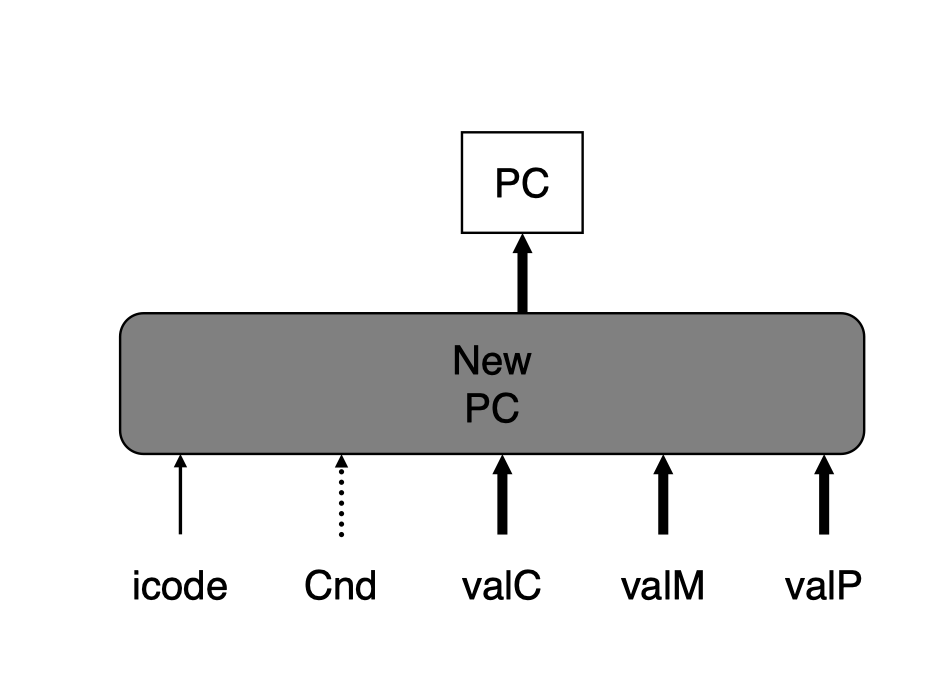 PC
New
PC
icode
Cnd
valC
valM
valP